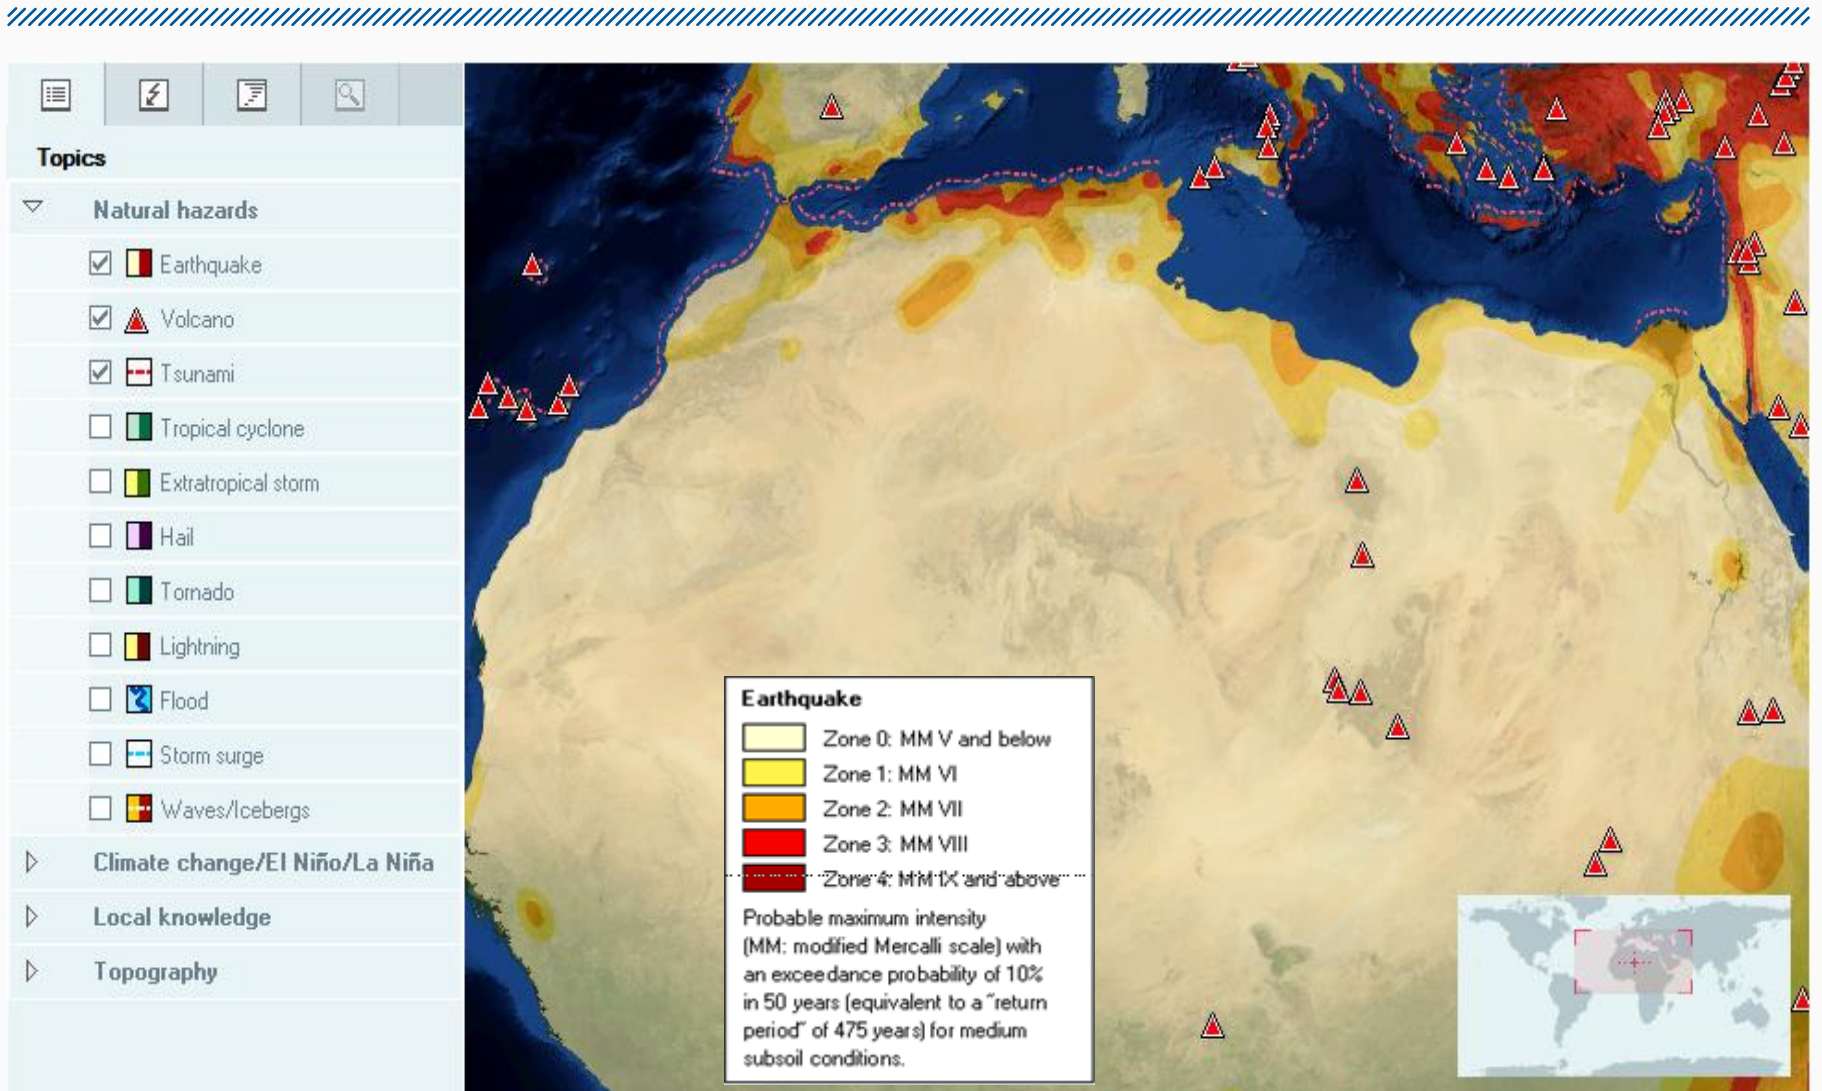 Topics
Natural hazards
Earthquake
Volcano
Tsunami
Tropical cyclone
Extratropical storm
Hail
Tornado
Lightning
Flood
Storm surge
Waves/Icebergs
Climate change/El Niño/La Niña
Local knowledge
Topography
Earthquake
Zone 0: MM V and below
Zone 1: MM VI
Zone 2: MM VII
Zone 3: MM VIII
Zone 4: MM IX and above
Probable maximum intensity
(MM: modified Mercalli scale) with
an exceedance probability of 10%
in 50 years (equivalent to a "return
period" of 475 years) for medium
subsoil conditions.